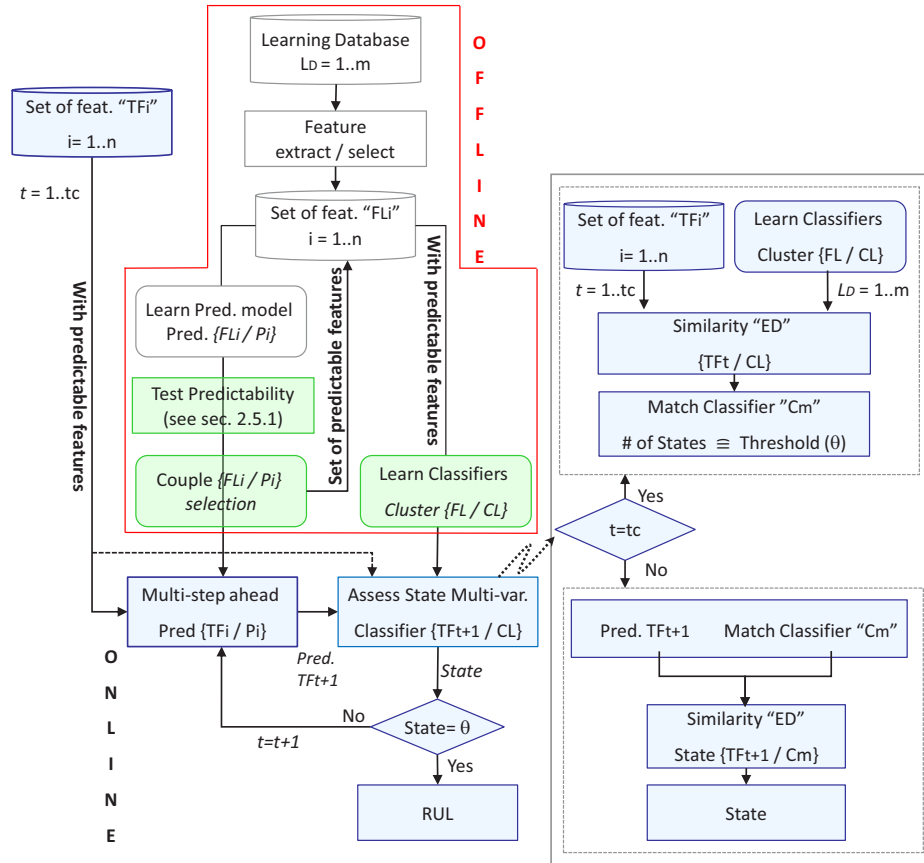 Learning Database
LD = 1..m
OFFLINE
Set of feat. “TFi”
i= 1..n
Feature
extract / select
t = 1..tc
Set of feat. “FLi”
i = 1..n
With predictable features
Learn Pred. model
Pred. {FLi / Pi}
Set of predictable features
With predictable features
Test Predictability
(see sec. 2.5.1)
Couple {FLi / Pi}
selection
Learn Classifiers
Cluster {FL / CL}
Multi-step ahead
Pred {TFi / Pi}
Assess State Multi-var.
Classifier {TFt+1 / CL}
ONLINE
Pred.
TFt+1
State
No
t=t+1
State= θ
Yes
RUL
Set of feat. “TFi”
i= 1..n
Learn Classifiers
Cluster {FL / CL}
t = 1..tc
LD = 1..m
Similarity “ED”
{TFt / CL}
Match Classifier ”Cm”
# of States ≡ Threshold (θ)
Yes
t=tc
No
Pred. TFt+1
Match Classifier “Cm”
Similarity “ED”
State {TFt+1 / Cm}
State